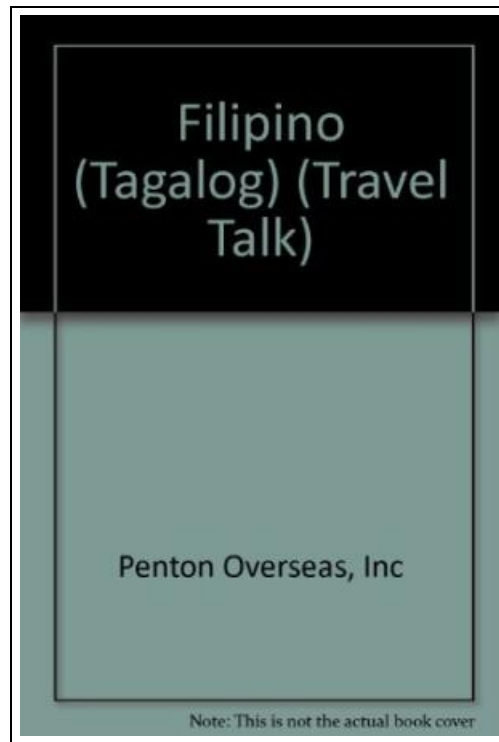 Filipino
(Tagalog) (Travel
Talk)
Penton Overseas, Inc
Note: This is not the actual book cover